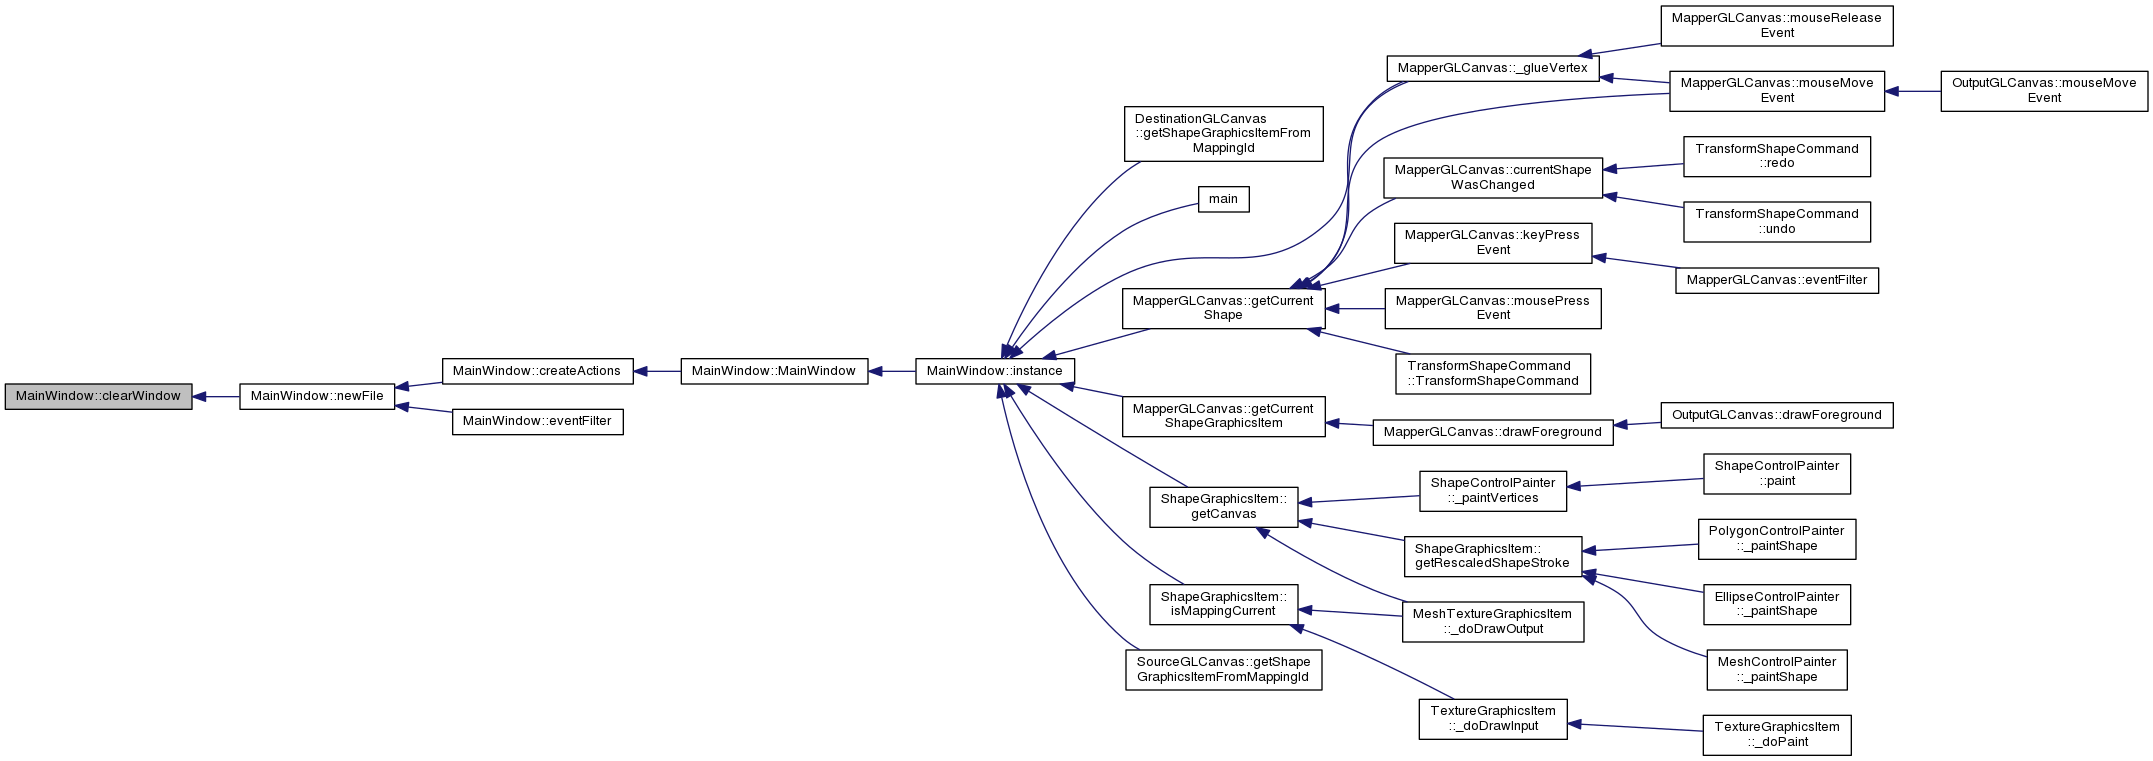 MainWindow::clearWindow
MainWindow::newFile
MainWindow::createActions
MainWindow::eventFilter
MainWindow::MainWindow
MainWindow::instance
DestinationGLCanvas
::getShapeGraphicsItemFrom
MappingId
main
MapperGLCanvas::getCurrent
Shape
MapperGLCanvas::getCurrent
ShapeGraphicsItem
ShapeGraphicsItem::
getCanvas
ShapeGraphicsItem::
isMappingCurrent
SourceGLCanvas::getShape
GraphicsItemFromMappingId
MapperGLCanvas::_glueVertex
MapperGLCanvas::currentShape
WasChanged
MapperGLCanvas::keyPress
Event
MapperGLCanvas::mousePress
Event
TransformShapeCommand
::TransformShapeCommand
MapperGLCanvas::drawForeground
ShapeControlPainter
::_paintVertices
ShapeGraphicsItem::
getRescaledShapeStroke
MeshTextureGraphicsItem
::_doDrawOutput
TextureGraphicsItem
::_doDrawInput
MapperGLCanvas::mouseRelease
Event
MapperGLCanvas::mouseMove
Event
TransformShapeCommand
::redo
TransformShapeCommand
::undo
MapperGLCanvas::eventFilter
OutputGLCanvas::drawForeground
ShapeControlPainter
::paint
PolygonControlPainter
::_paintShape
EllipseControlPainter
::_paintShape
MeshControlPainter
::_paintShape
TextureGraphicsItem
::_doPaint
OutputGLCanvas::mouseMove
Event